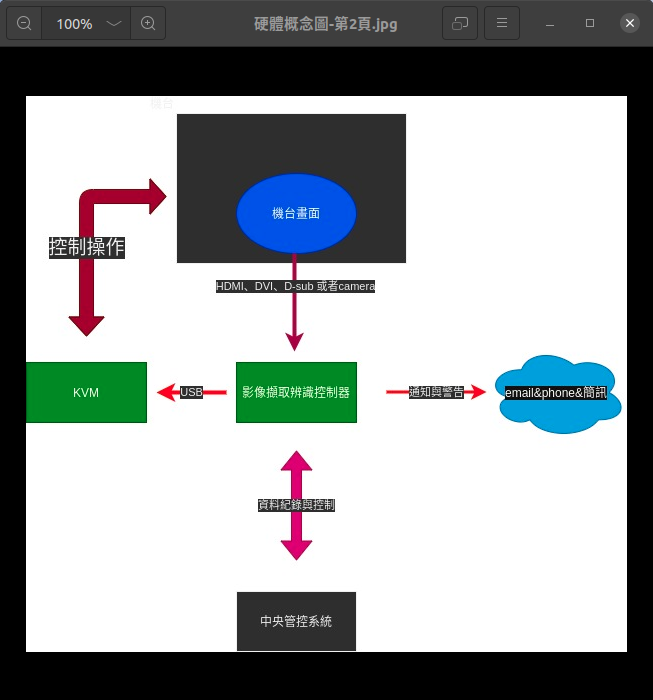 100%
硬體概念圖-第2頁.jpg
機台
機台畫面
控制操作
HDMI、DVI、D-sub 或者camera
KVM
USB
影像擷取辨識控制器
通知與警告
email&phone&簡訊
資料紀錄與控制
中央管控系統